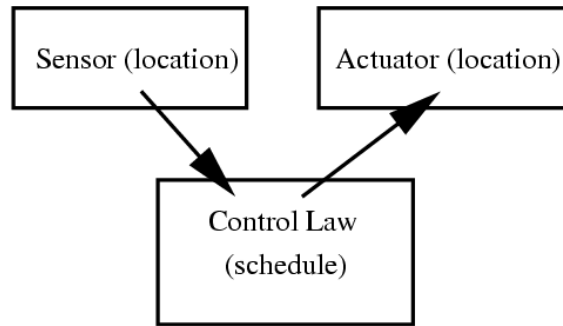 Sensor (location)
Actuator (location)
Control Law
(schedule)